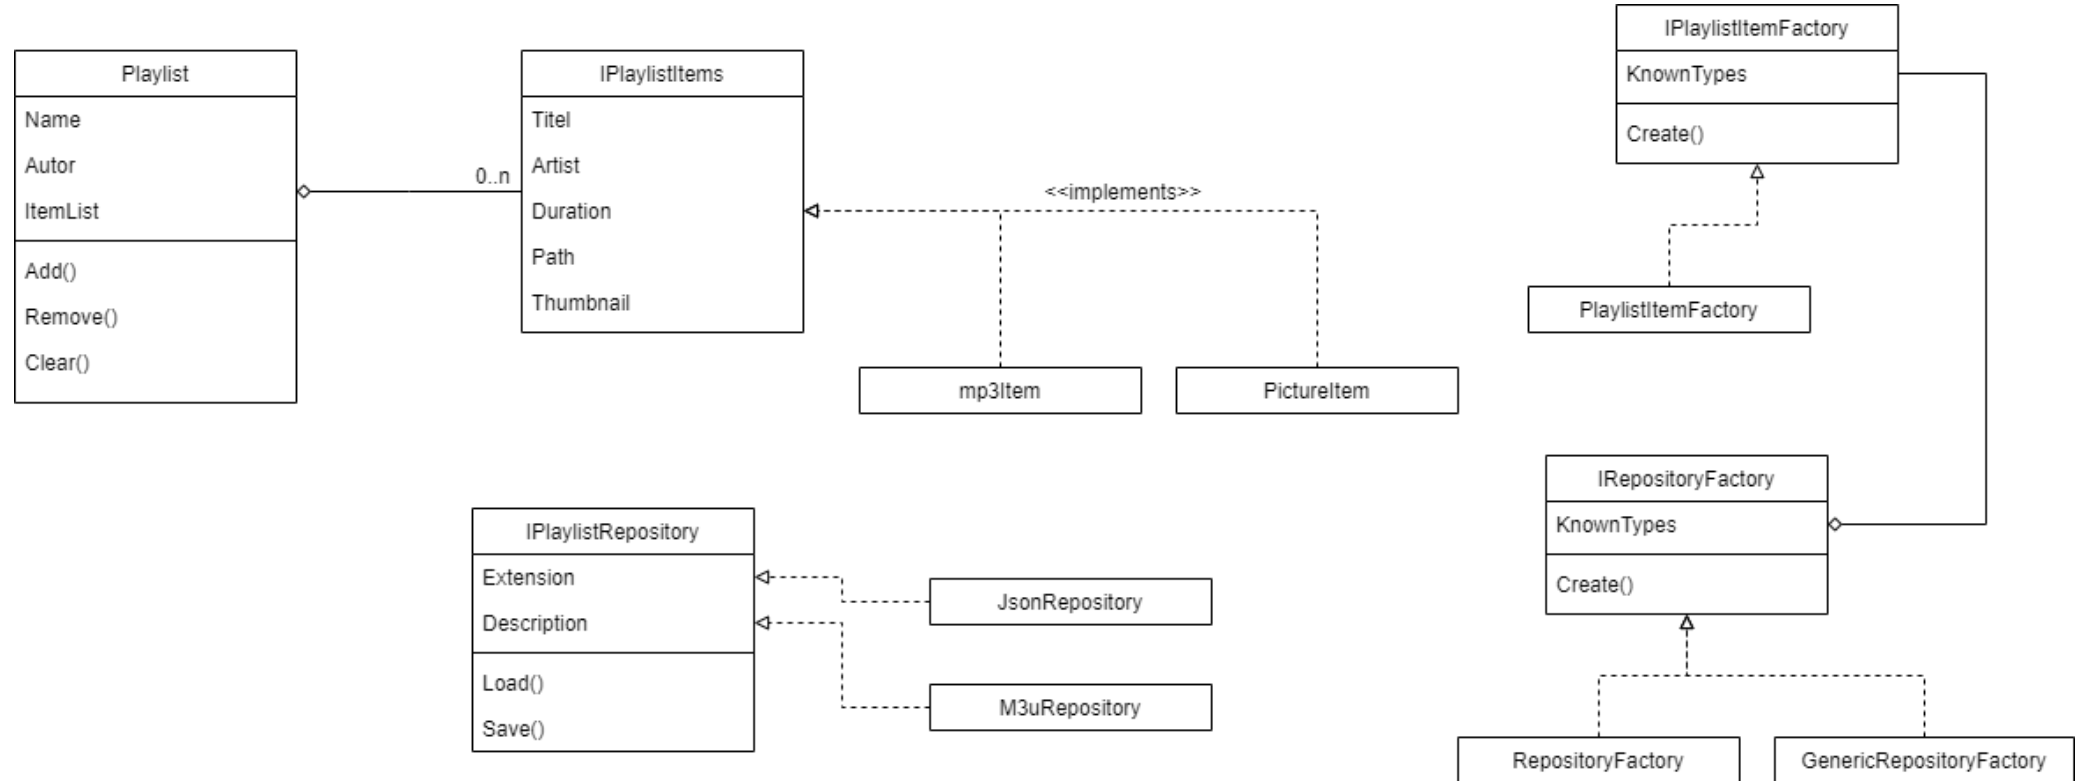 Playlist
Name
Autor
ItemList
Add()
Remove()
Clear()
0..n
IPlaylistItems
Titel
Artist
Duration
Path
Thumbnail
<<implements>>
mp3Item
PictureItem
IPlaylistItemFactory
KnownTypes
Create()
PlaylistItemFactory
IPlaylistRepository
Extension
Description
Load()
Save()
JsonRepository
M3uRepository
IRepositoryFactory
KnownTypes
Create()
RepositoryFactory
GenericRepositoryFactory